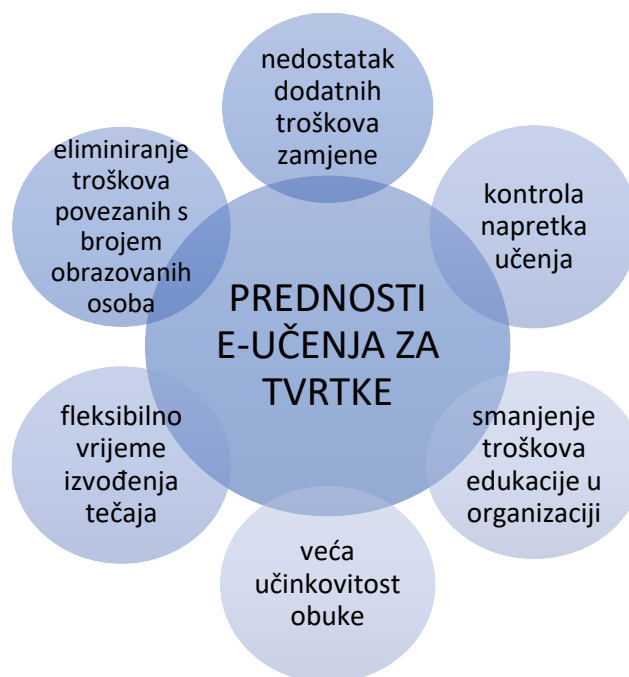 nedostatak
dodatnih
troškova
zamjene
kontrola
napretka
učenja
smanjenje
troškova
edukacije u
organizaciji
veća
učinkovitost
obuke
fleksibilno
vrijeme
izvođenja
tečaja
eliminiranje
troškova
povezanih s
brojem
obrazovanih
osoba
PREDNOSTI
E-UČENJA ZA
TVRTKE